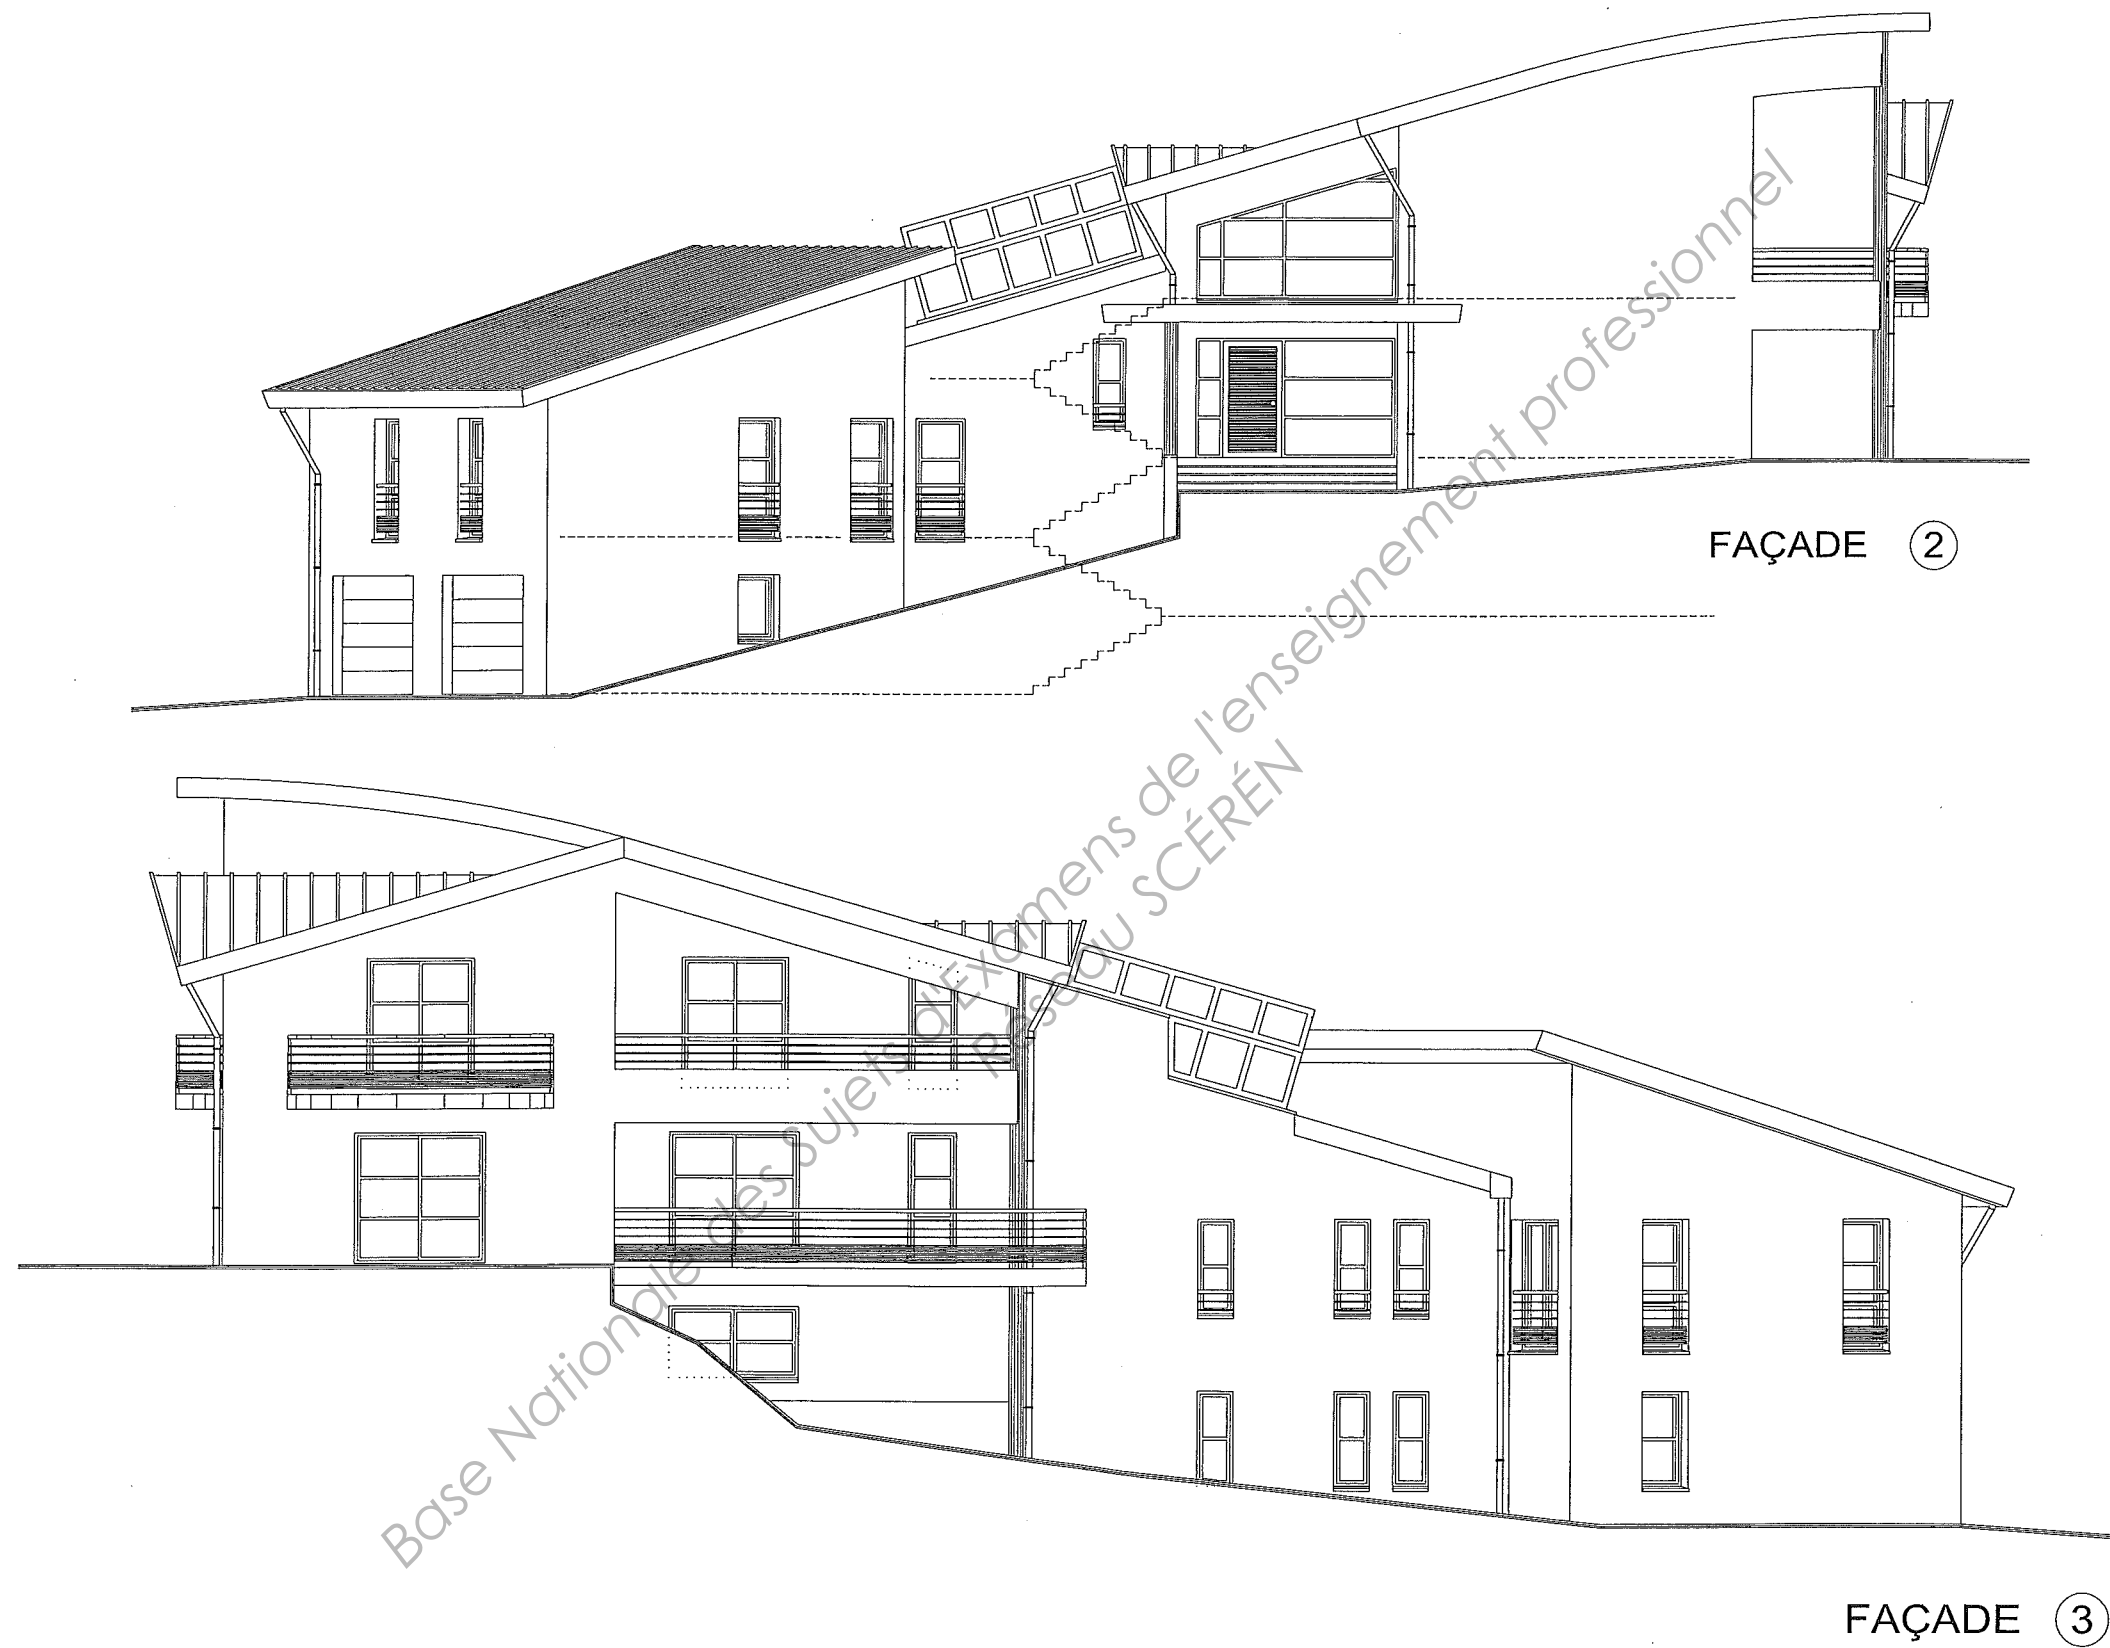 FAÇADE 2
Base Nationale des Sujets d'Examens de l'enseignement professionnel
Réseau SCÉRÉN
FAÇADE 3